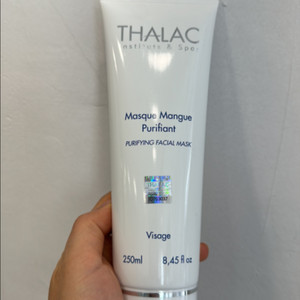 THALAC
Instituts & Spas
Masque Mangue
Purifiant
PURIFYING FACIAL MASK
Visage
250ml 8,45 fl oz